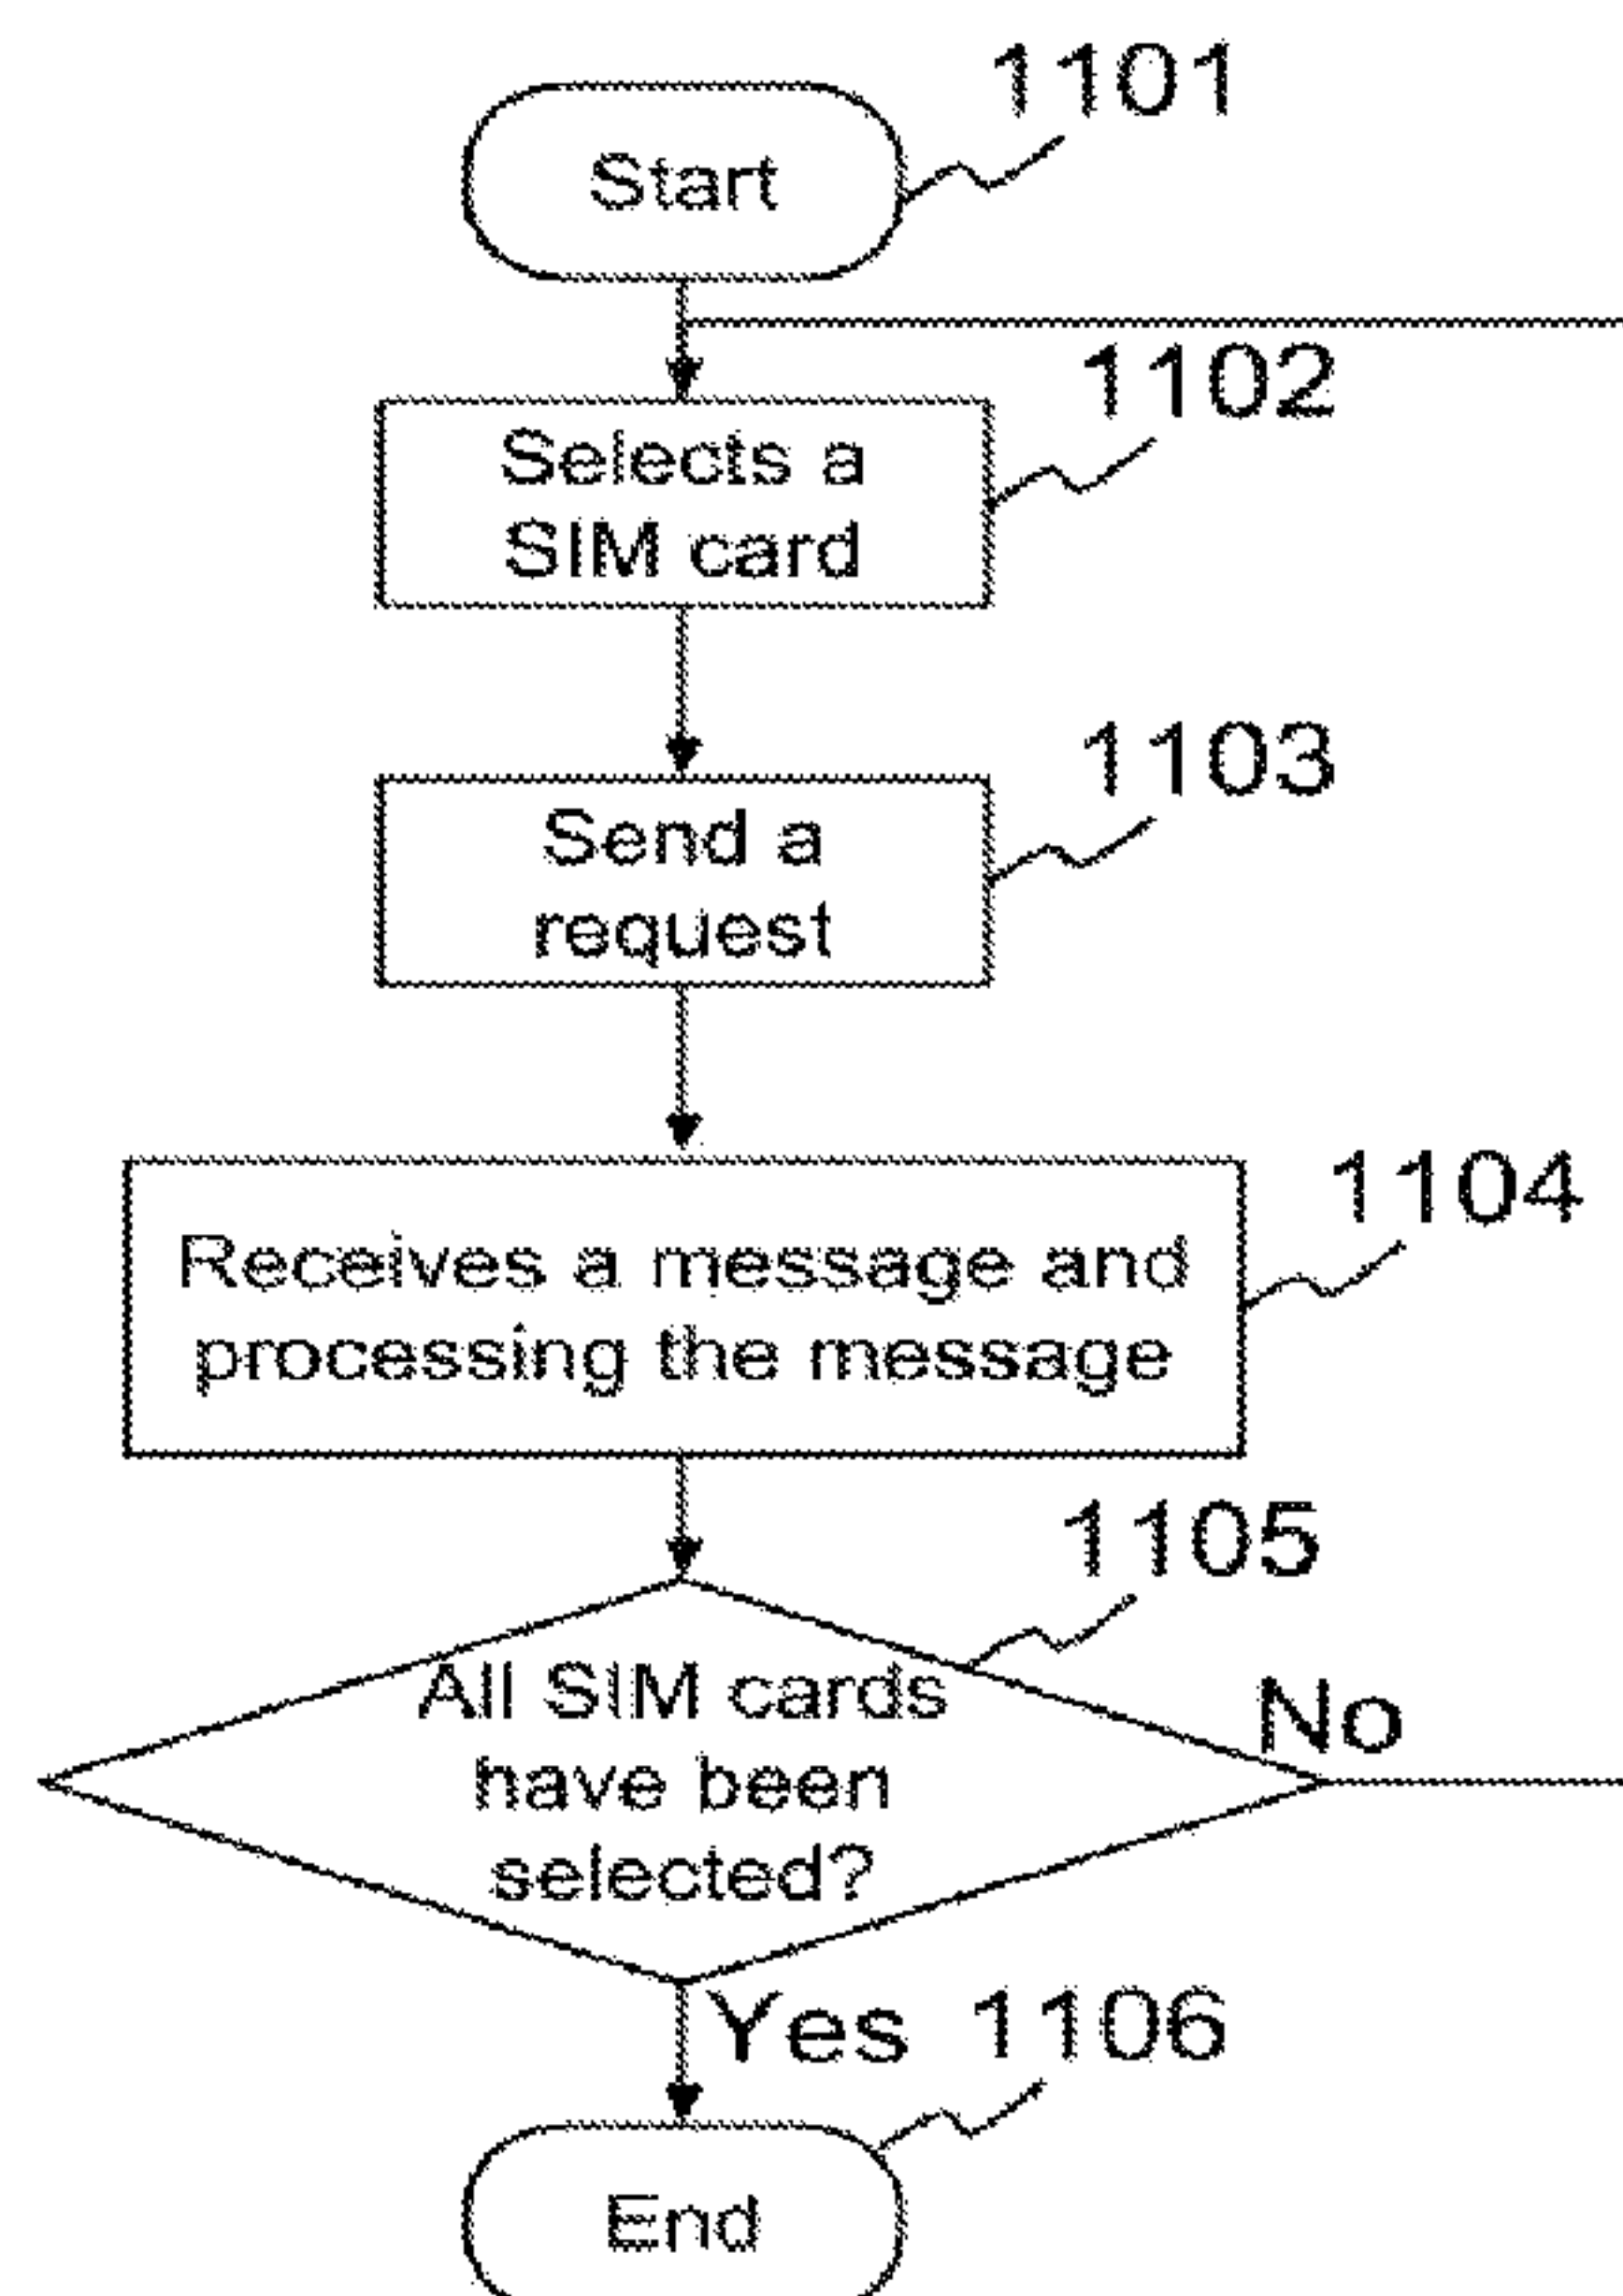 1101
Start
1102
Selects a
SIM card
1103
Send a
request
1104
Receives a message and
processing the message
1105
All SIM cards
have been
selected?
No
Yes 1106
End